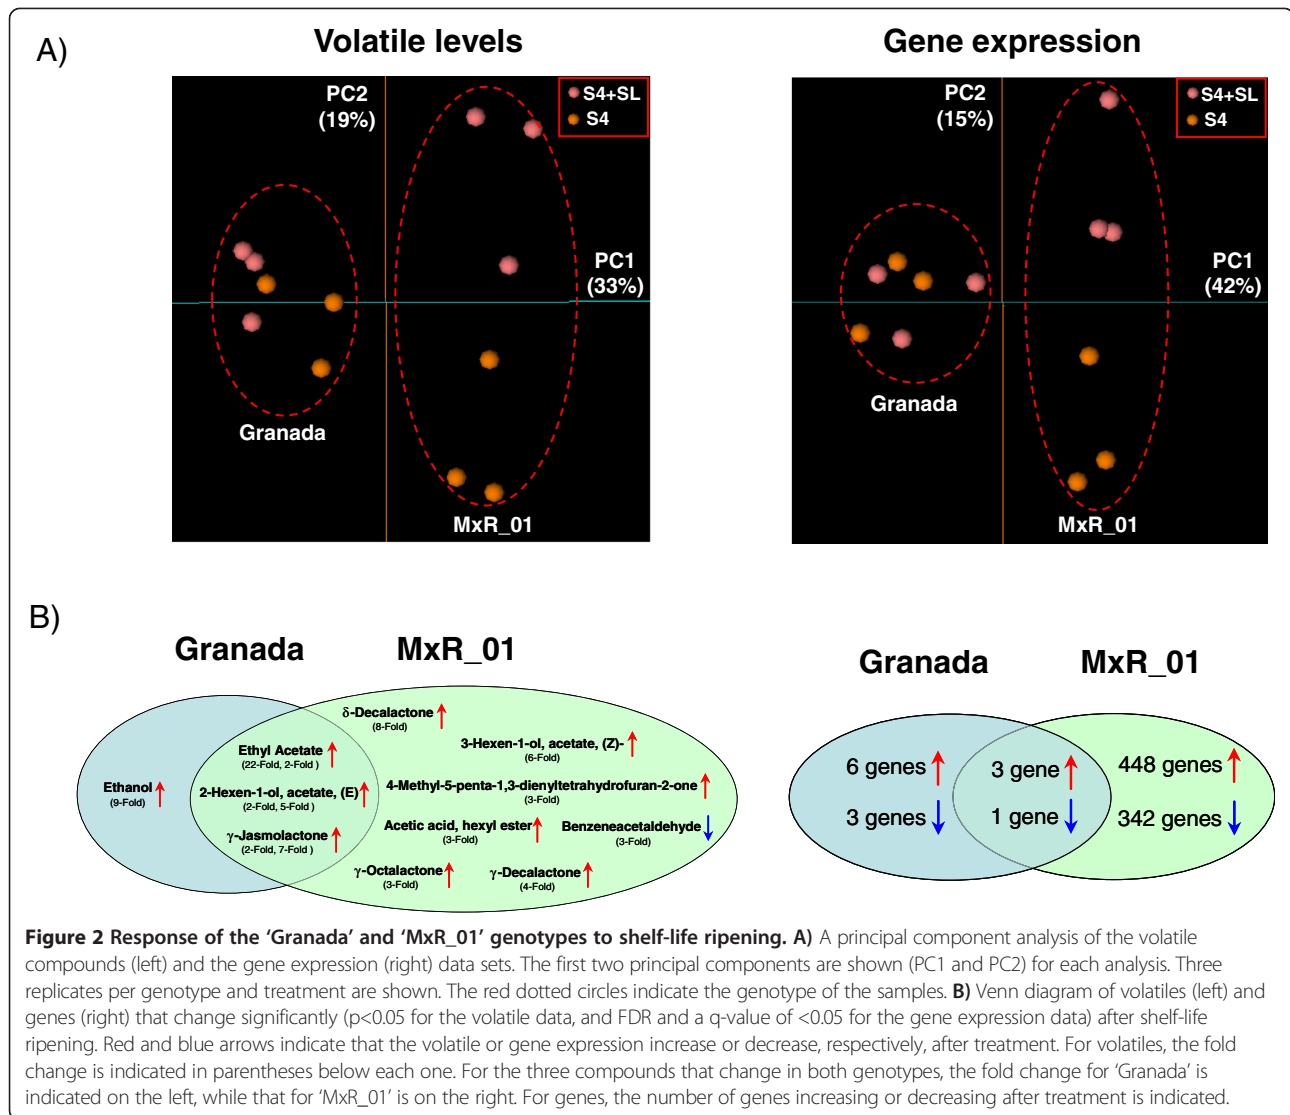 A)
Volatile levels
Gene expression
PC2
(19%)
S4+SL
S4
PC1
(33%)
Granada
MxR_01
PC2
(15%)
S4+SL
S4
PC1
(42%)
Granada
MxR_01
B)
Granada
MxR_01
Ethanol
(9-Fold)
Ethyl Acetate
(22-Fold, 2-Fold )
2-Hexen-1-ol, acetate, (E)
(2-Fold, 5-Fold )
γ-Jasmolactone
(2-Fold, 7-Fold )
δ-Decalactone
(8-Fold)
3-Hexen-1-ol, acetate, (Z)-
(6-Fold)
4-Methyl-5-penta-1,3-dienyltetrahydrofuran-2-one
(3-Fold)
Acetic acid, hexyl ester
(3-Fold)
Benzeneacetaldehyde
(3-Fold)
γ-Octalactone
(3-Fold)
γ-Decalactone
(4-Fold)
Granada
MxR_01
6 genes
3 genes
3 gene
1 gene
448 genes
342 genes
Figure 2 Response of the ‘Granada’ and ‘MxR_01’ genotypes to shelf-life ripening. A) A principal component analysis of the volatile
compounds (left) and the gene expression (right) data sets. The first two principal components are shown (PC1 and PC2) for each analysis. Three
replicates per genotype and treatment are shown. The red dotted circles indicate the genotype of the samples. B) Venn diagram of volatiles (left) and
genes (right) that change significantly (p<0.05 for the volatile data, and FDR and a q-value of <0.05 for the gene expression data) after shelf-life
ripening. Red and blue arrows indicate that the volatile or gene expression increase or decrease, respectively, after treatment. For volatiles, the fold
change is indicated in parentheses below each one. For the three compounds that change in both genotypes, the fold change for ‘Granada’ is
indicated on the left, while that for ‘MxR_01’ is on the right. For genes, the number of genes increasing or decreasing after treatment is indicated.